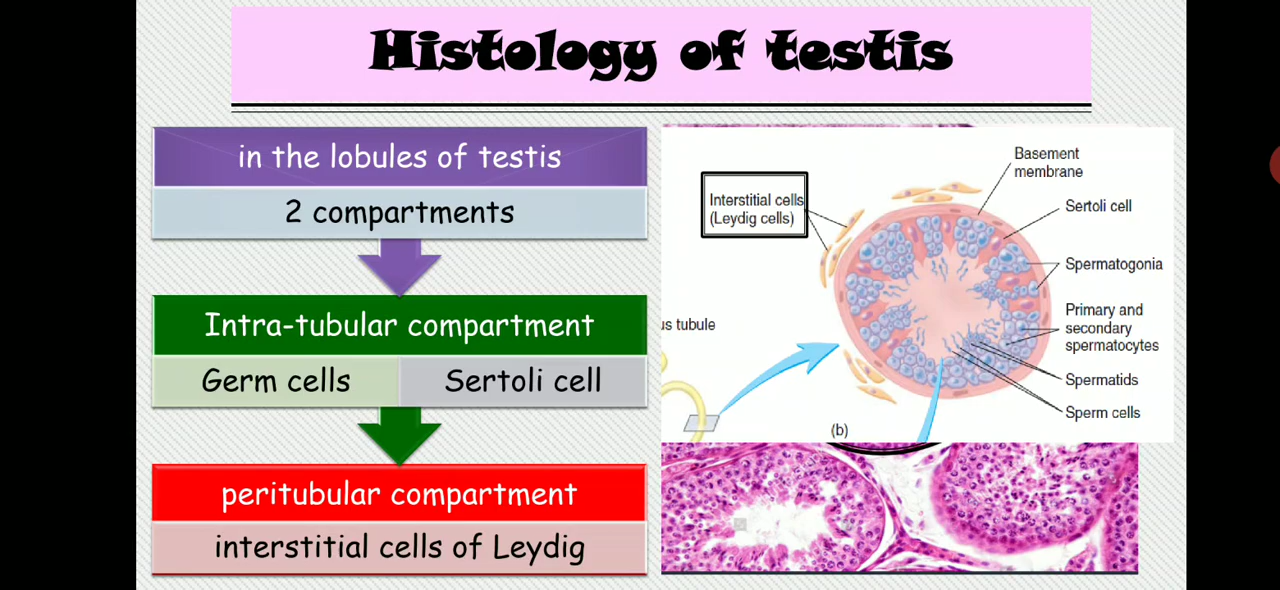 Histology of testis
in the lobules of testis
2 compartments
Intra-tubular compartment
Germ cells
Sertoli cell
peritubular compartment
interstitial cells of Leydig
Interstitial cells
(Leydig cells)
Basement
membrane
Sertoli cell
Spermatogonia
Primary and
secondary
spermatocytes
Spermatids
Sperm cells
us tubule
(b)